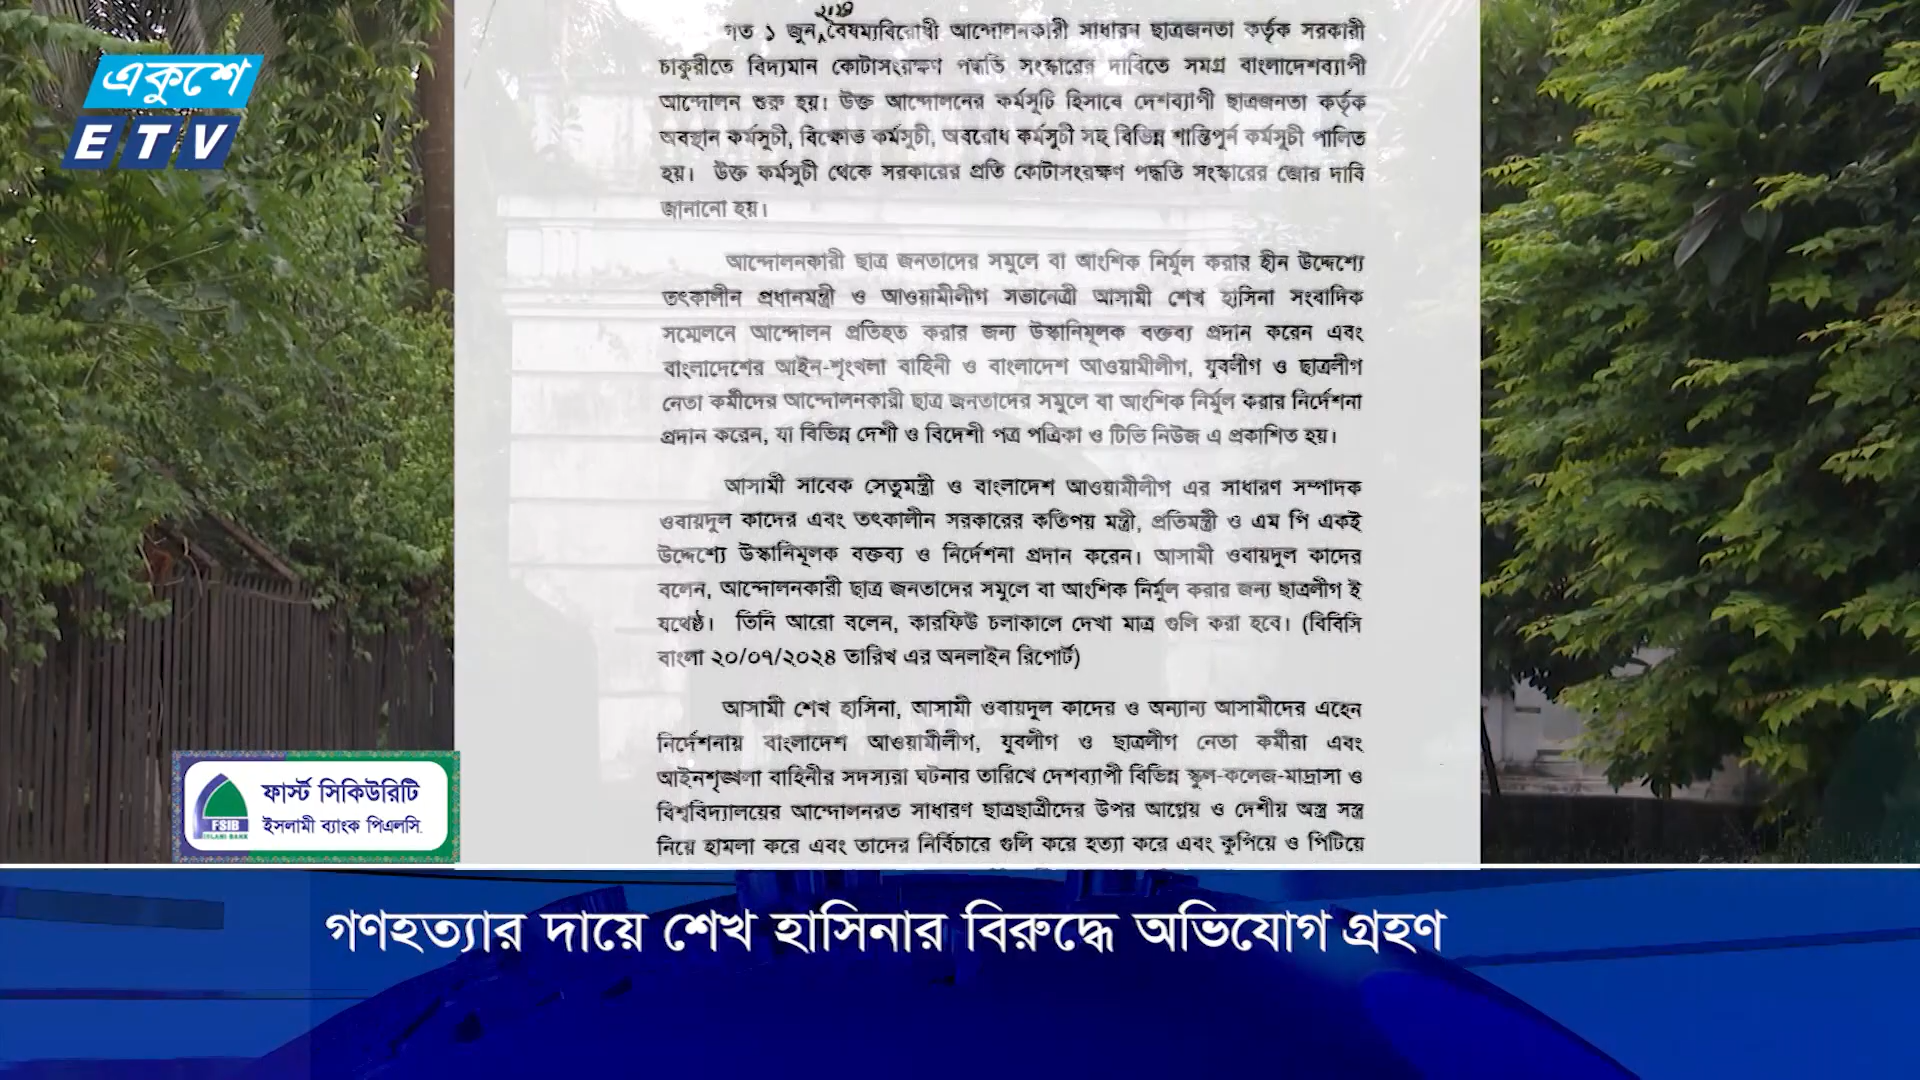 একুশে
ETV
২০২৪
গত ১ জুন বৈষম্যবিরোধী আন্দোলনকারী সাধারন ছাত্রজনতা কর্তৃক সরকারী
চাকুরীতে বিদ্যমান কোটাসংরক্ষণ পদ্ধতি সংস্কারের দাবিতে সমগ্র বাংলাদেশব্যাপী
আন্দোলন শুরু হয়। উক্ত আন্দোলনের কর্মসূচি হিসাবে দেশব্যাপী ছাত্রজনতা কর্তৃক
অবস্থান কর্মসূচী, বিক্ষোভ কর্মসূচী, অবরোধ কর্মসূচী সহ বিভিন্ন শান্তিপূর্ন কর্মসূচী পালিত
হয়। উক্ত কর্মসূচী থেকে সরকারের প্রতি কোটাসংরক্ষণ পদ্ধতি সংস্কারের জোর দাবি
জানানো হয়।
আন্দোলনকারী ছাত্র জনতাদের সমুলে বা আংশিক নির্মুল করার হীন উদ্দেশ্যে
তৎকালীন প্রধানমন্ত্রী ও আওয়ামীলীগ সভানেত্রী আসামী শেখ হাসিনা সংবাদিক
সম্মেলনে আন্দোলন প্রতিহত করার জন্য উস্কানিমূলক বক্তব্য প্রদান করেন এবং
বাংলাদেশের আইন-শৃংখলা বাহিনী ও বাংলাদেশ আওয়ামীলীগ, যুবলীগ ও ছাত্রলীগ
নেতা কর্মীদের আন্দোলনকারী ছাত্র জনতাদের সমুলে বা আংশিক নির্মুল করার নির্দেশনা
প্রদান করেন, যা বিভিন্ন দেশী ও বিদেশী পত্র পত্রিকা ও টিভি নিউজ এ প্রকাশিত হয়।
আসামী সাবেক সেতুমন্ত্রী ও বাংলাদেশ আওয়ামীলীগ এর সাধারণ সম্পাদক
ওবায়দুল কাদের এবং তৎকালীন সরকারের কতিপয় মন্ত্রী, প্রতিমন্ত্রী ও এম পি একই
উদ্দেশ্যে উস্কানিমূলক বক্তব্য ও নির্দেশনা প্রদান করেন। আসামী ওবায়দুল কাদের
বলেন, আন্দোলনকারী ছাত্র জনতাদের সমুলে বা আংশিক নির্মুল করার জন্য ছাত্রলীগ ই
যথেষ্ঠ। তিনি আরো বলেন, কারফিউ চলাকালে দেখা মাত্র গুলি করা হবে। (বিবিসি
বাংলা ২০/০৭/২০২৪ তারিখ এর অনলাইন রিপোর্ট)
আসামী শেখ হাসিনা, আসামী ওবায়দুল কাদের ও অন্যান্য আসামীদের এহেন
নির্দেশনায় বাংলাদেশ আওয়ামীলীগ, যুবলীগ ও ছাত্রলীগ নেতা কর্মীরা এবং
আইনশৃঙ্খলা বাহিনীর সদস্যরা ঘটনার তারিখে দেশব্যাপী বিভিন্ন স্কুল-কলেজ-মাদ্রাসা ও
বিশ্ববিদ্যালয়ের আন্দোলনরত সাধারণ ছাত্রছাত্রীদের উপর আগ্নেয় ও দেশীয় অস্ত্র সস্ত্র
নিয়ে হামলা করে এবং তাদের নির্বিচারে গুলি করে হত্যা করে এবং কুপিয়ে ও পিটিয়ে
ফার্স্ট সিকিউরিটি
ইসলামী ব্যাংক পিএলসি.
FSIB
ISLAMI BANK
গণহত্যার দায়ে শেখ হাসিনার বিরুদ্ধে অভিযোগ গ্রহণ